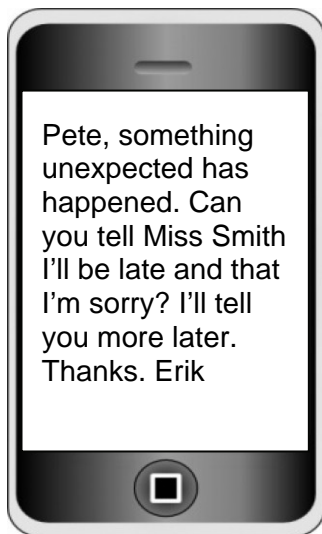 Pete, something
unexpected has
happened. Can
you tell Miss Smith
I'll be late and that
I'm sorry? I'll tell
you more later.
Thanks. Erik